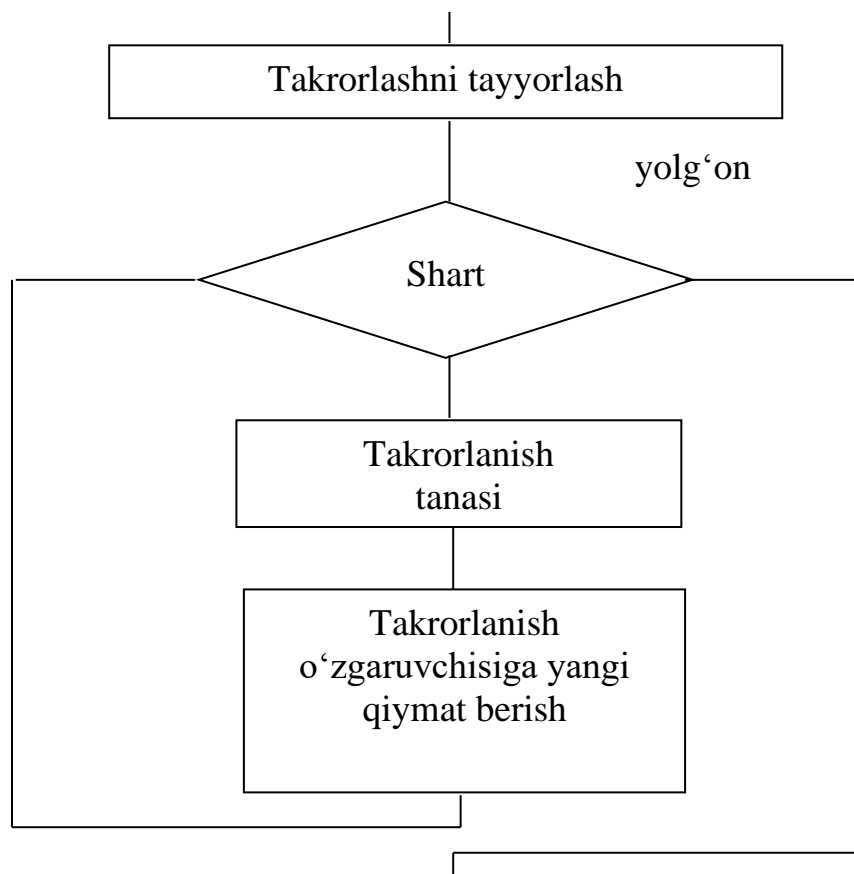 Takrorlashni tayyorlash
yolg‘on
Shart
Takrorlanish
tanasi
Takrorlanish
o‘zgaruvchisiga yangi
qiymat berish